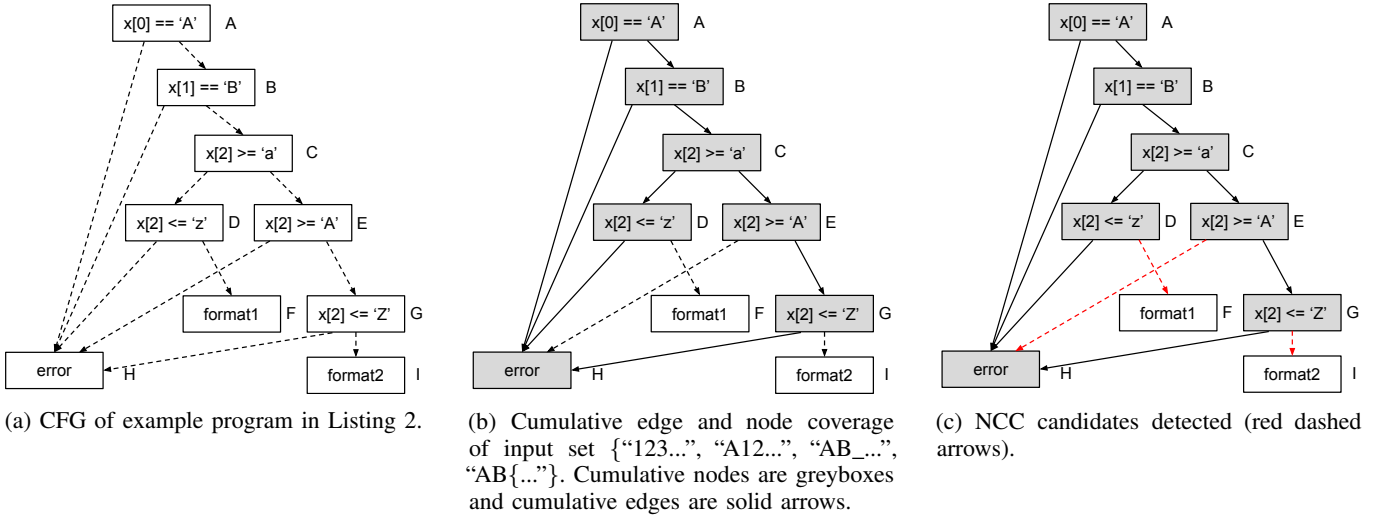 x[0] == ‘A’ A
x[1] == ‘B’ B
x[2] >= ‘a’ C
x[2] <= ‘z’ D x[2] >= ‘A’ E
format1 F x[2] <= ‘Z’ G
error H format2 I
(a) CFG of example program in Listing 2.
x[0] == ‘A’ A
x[1] == ‘B’ B
x[2] >= ‘a’ C
x[2] <= ‘z’ D x[2] >= ‘A’ E
format1 F x[2] <= ‘Z’ G
error H format2 I
(b) Cumulative edge and node coverage
of input set {“123...”, “A12...”, “AB_...”,
“AB{...”}. Cumulative nodes are greyboxes
and cumulative edges are solid arrows.
x[0] == ‘A’ A
x[1] == ‘B’ B
x[2] >= ‘a’ C
x[2] <= ‘z’ D x[2] >= ‘A’ E
format1 F x[2] <= ‘Z’ G
error H format2 I
(c) NCC candidates detected (red dashed
arrows).